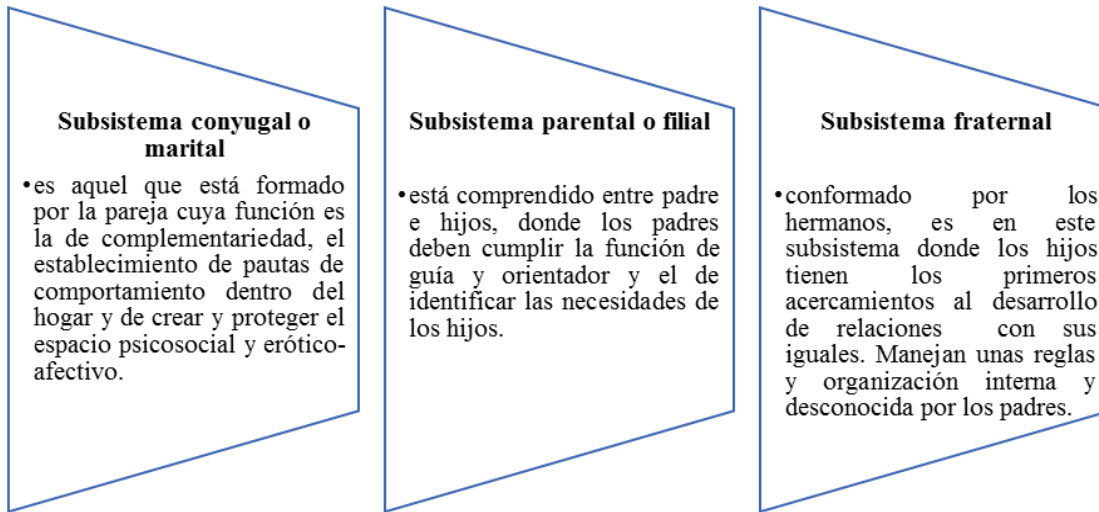 Subsistema conyugal o
marital
•es aquel que está formado
por la pareja cuya función es
la de complementariedad, el
establecimiento de pautas de
comportamiento dentro del
hogar y de crear y proteger el
espacio psicosocial y erótico-
afectivo.
Subsistema parental o filial
•está comprendido entre padre
e hijos, donde los padres
deben cumplir la función de
guía y orientador y el de
identificar las necesidades de
los hijos.
Subsistema fraternal
•conformado por los
hermanos, es en este
subsistema donde los hijos
tienen los primeros
acercamientos al desarrollo
de relaciones con sus
iguales. Manejan unas reglas
y organización interna y
desconocida por los padres.